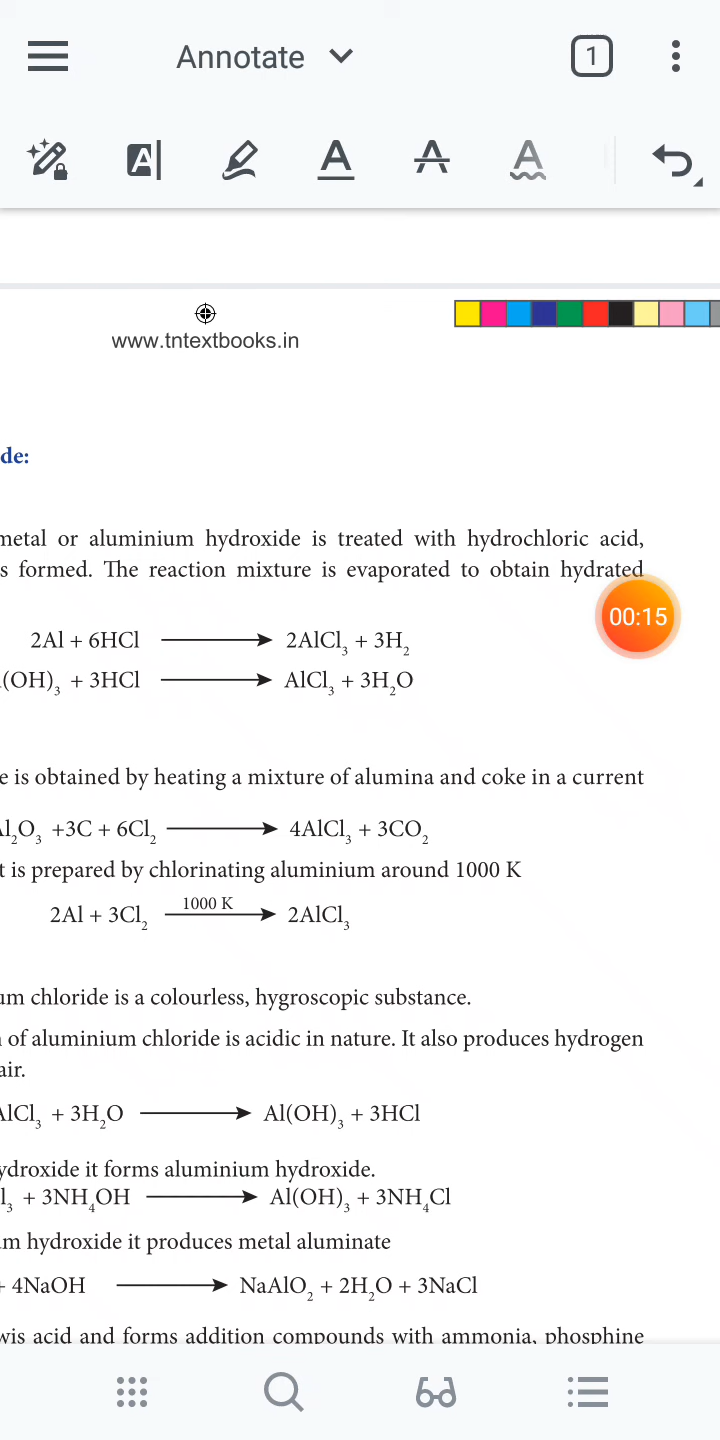 Annotate
1
A
A
A
A
www.tntextbooks.in
de:
metal or aluminium hydroxide is treated with hydrochloric acid,
s formed. The reaction mixture is evaporated to obtain hydrated
00:15
2Al + 6HCl ⟶ 2AlCl₃ + 3H₂
(OH)₃ + 3HCl ⟶ AlCl₃ + 3H₂O
e is obtained by heating a mixture of alumina and coke in a current
Al₂O₃ +3C + 6Cl₂ ⟶ 4AlCl₃ + 3CO₂
t is prepared by chlorinating aluminium around 1000 K
1000 K
2Al + 3Cl₂ ⟶ 2AlCl₃
um chloride is a colourless, hygroscopic substance.
of aluminium chloride is acidic in nature. It also produces hydrogen
air.
AlCl₃ + 3H₂O ⟶ Al(OH)₃ + 3HCl
ydroxide it forms aluminium hydroxide.
l₃ + 3NH₄OH ⟶ Al(OH)₃ + 3NH₄Cl
um hydroxide it produces metal aluminate
+ 4NaOH ⟶ NaAlO₂ + 2H₂O + 3NaCl
wis acid and forms addition compounds with ammonia, phosphine